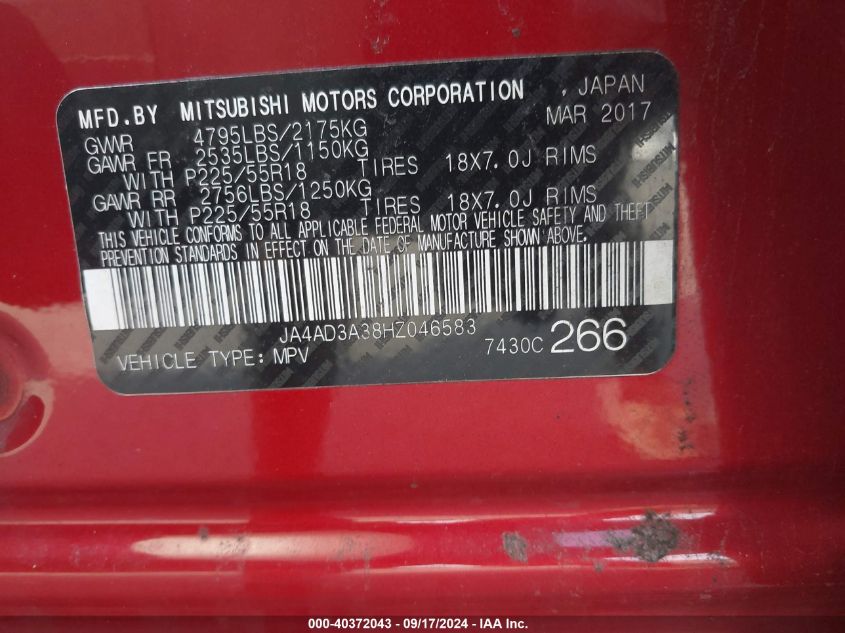 MFD.BY MITSUBISHI MOTORS CORPORATION , JAPAN
MAR 2017
GVWR 4795LBS/2175KG
GAWR FR 2535LBS/1150KG
WITH P225/55R18 TIRES 18X7.0J RIMS
GAWR RR 2756LBS/1250KG
WITH P225/55R18 TIRES 18X7.0J RIMS
THIS VEHICLE CONFORMS TO ALL APPLICABLE FEDERAL MOTOR VEHICLE SAFETY AND THEFT
PREVENTION STANDARDS IN EFFECT ON THE DATE OF MANUFACTURE SHOWN ABOVE.
JA4AD3A38HZ046583
VEHICLE TYPE: MPV 7430C 266
000-40372043 - 09/17/2024 - © IAA Inc.